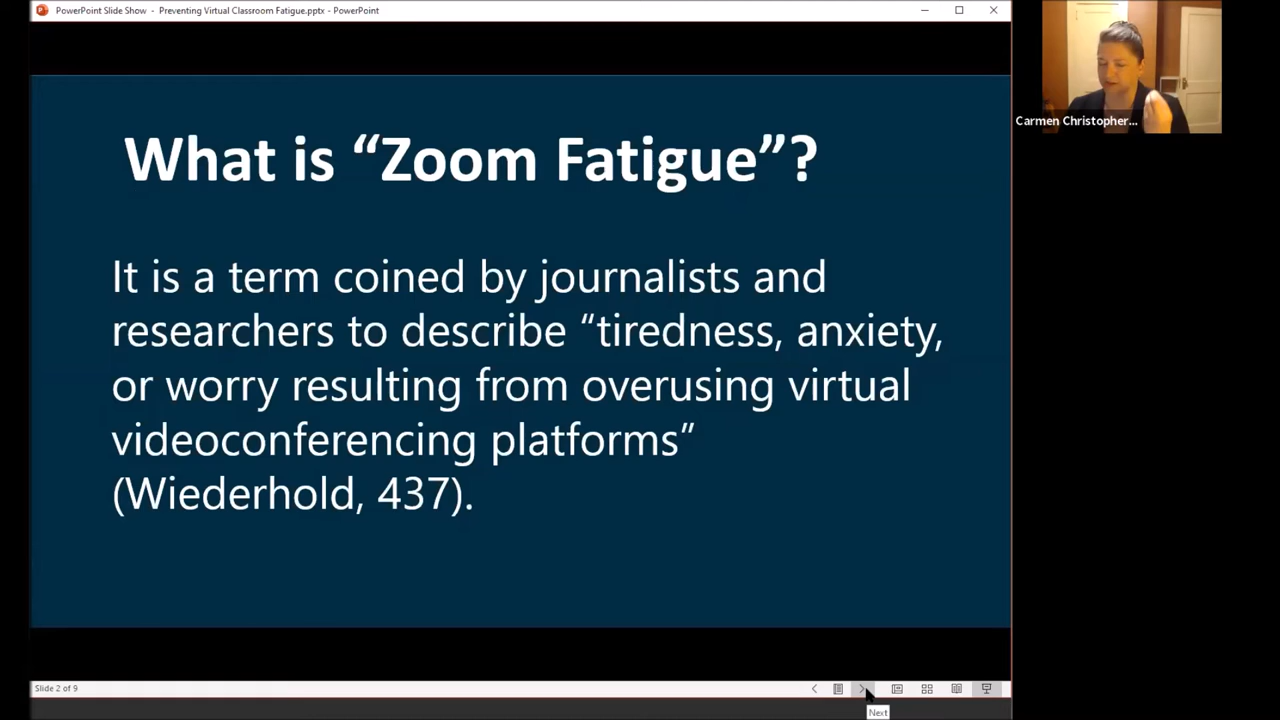 PowerPoint Slide Show - Preventing Virtual Classroom Fatigue.pptx - PowerPoint
Carmen Christopher...
What is “Zoom Fatigue”?
It is a term coined by journalists and
researchers to describe “tiredness, anxiety,
or worry resulting from overusing virtual
videoconferencing platforms”
(Wiederhold, 437).
Slide 2 of 9
Next